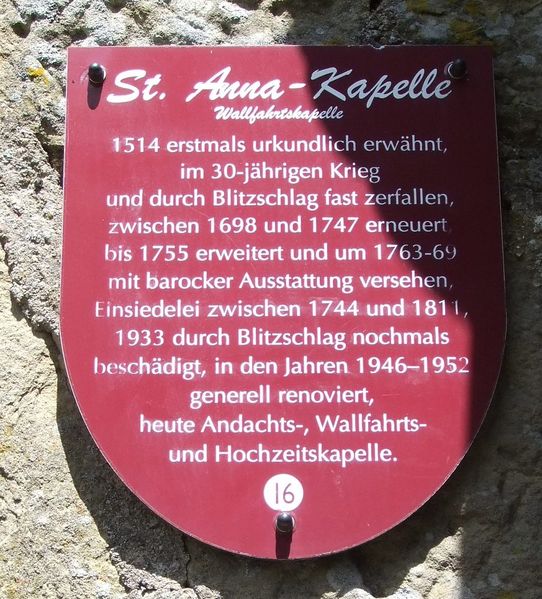 St. Anna-Kapelle
Wallfahrtskapelle
1514 erstmals urkundlich erwähnt,
im 30-jährigen Krieg
und durch Blitzschlag fast zerfallen,
zwischen 1698 und 1747 erneuert,
bis 1755 erweitert und um 1763-69
mit barocker Ausstattung versehen,
Einsiedelei zwischen 1744 und 1811,
1933 durch Blitzschlag nochmals
beschädigt, in den Jahren 1946–1952
generell renoviert,
heute Andachts-, Wallfahrts-
und Hochzeitskapelle.
16